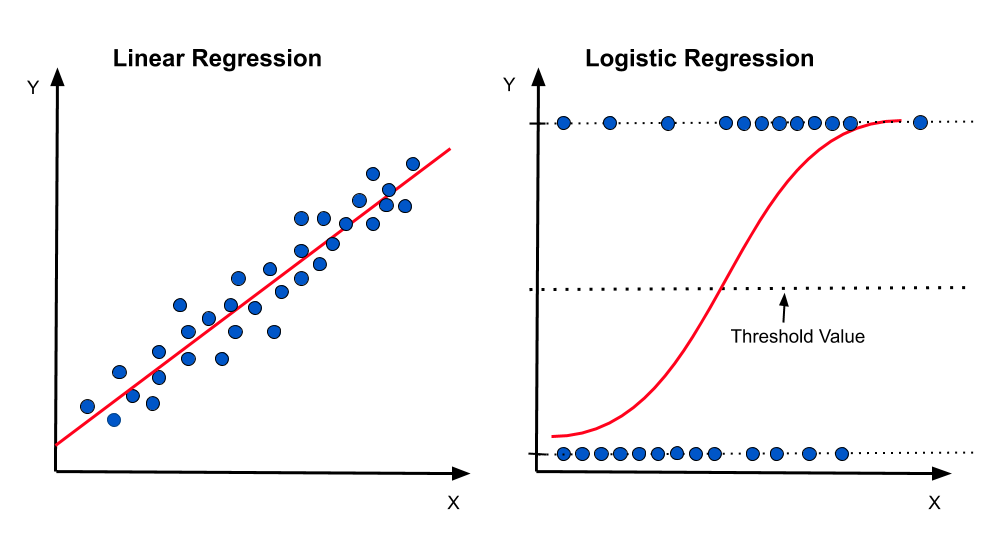 Linear Regression
Y
X
Logistic Regression
Y
Threshold Value
X